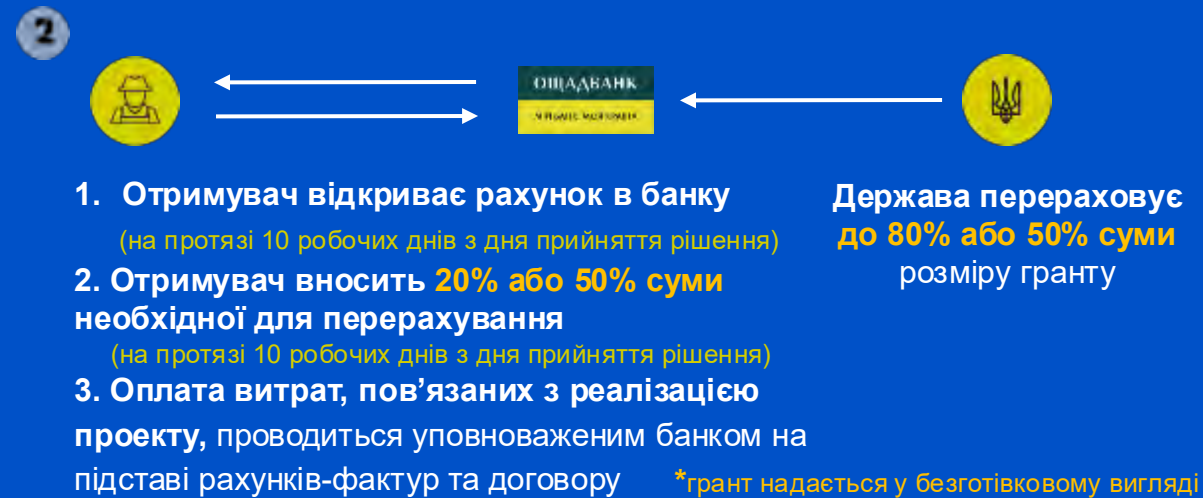 2
ОЩАДБАНК
1. Отримувач відкриває рахунок в банку
(на протязі 10 робочих днів з дня прийняття рішення)
2. Отримувач вносить 20% або 50% суми
необхідної для перерахування
(на протязі 10 робочих днів з дня прийняття рішення)
3. Оплата витрат, пов’язаних з реалізацією
проекту, проводиться уповноваженим банком на
підставі рахунків-фактур та договору
Держава перераховує
до 80% або 50% суми
розміру гранту
*грант надається у безготівковому вигляді